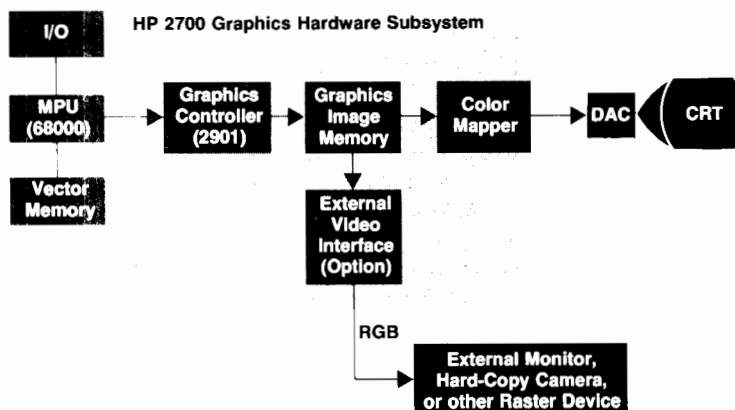 HP 2700 Graphics Hardware Subsystem
I/O
MPU
(68000)
Vector
Memory
Graphics
Controller
(2901)
Graphics
Image
Memory
Color
Mapper
DAC
CRT
External
Video
Interface
(Option)
RGB
External Monitor,
Hard-Copy Camera,
or other Raster Device